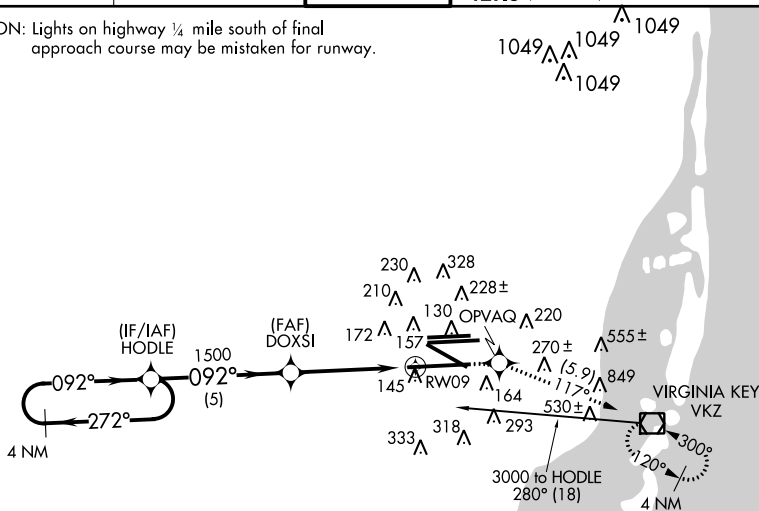 ON: Lights on highway ¼ mile south of final
approach course may be mistaken for runway.
1049
1049
1049
1049
230
328
210
228±
130
OPVAQ
220
172
157
(IF/IAF)
HODLE
(FAF)
DOXSI
1500
092°
092°
(5)
272°
4 NM
145
RW09
164
270±
(5.9)
117°
555±
849
530±
VIRGINIA KEY
VKZ
293
318
333
300°
120°
4 NM
3000 to HODLE
280° (18)